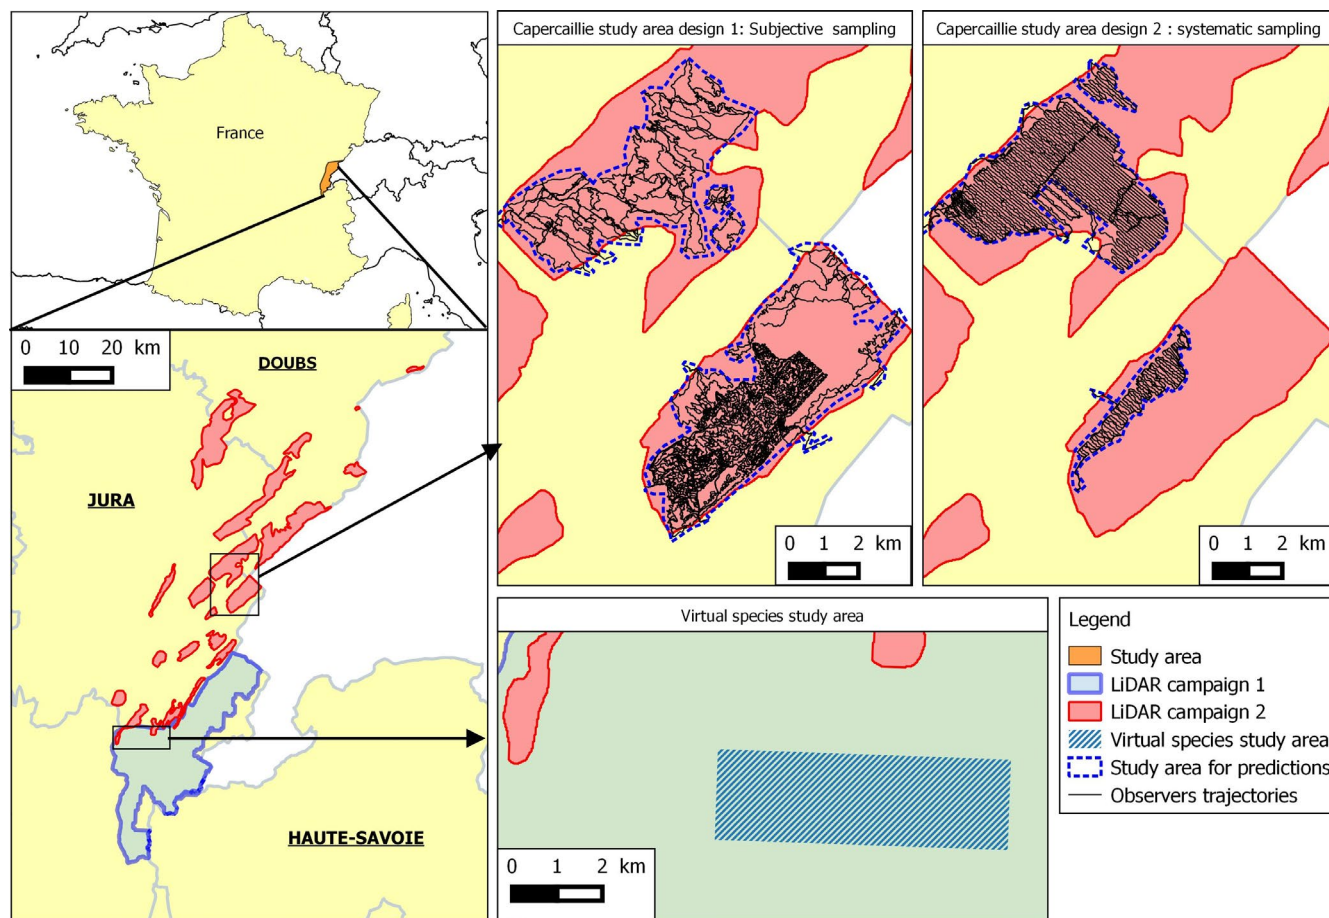 France
0 10 20 km
DOUBS
JURA
HAUTE-SAVOIE
Capercaillie study area design 1: Subjective sampling
0 1 2 km
Capercaillie study area design 2 : systematic sampling
0 1 2 km
Virtual species study area
0 1 2 km
Legend
Study area
LiDAR campaign 1
LiDAR campaign 2
Virtual species study area
Study area for predictions
Observers trajectories